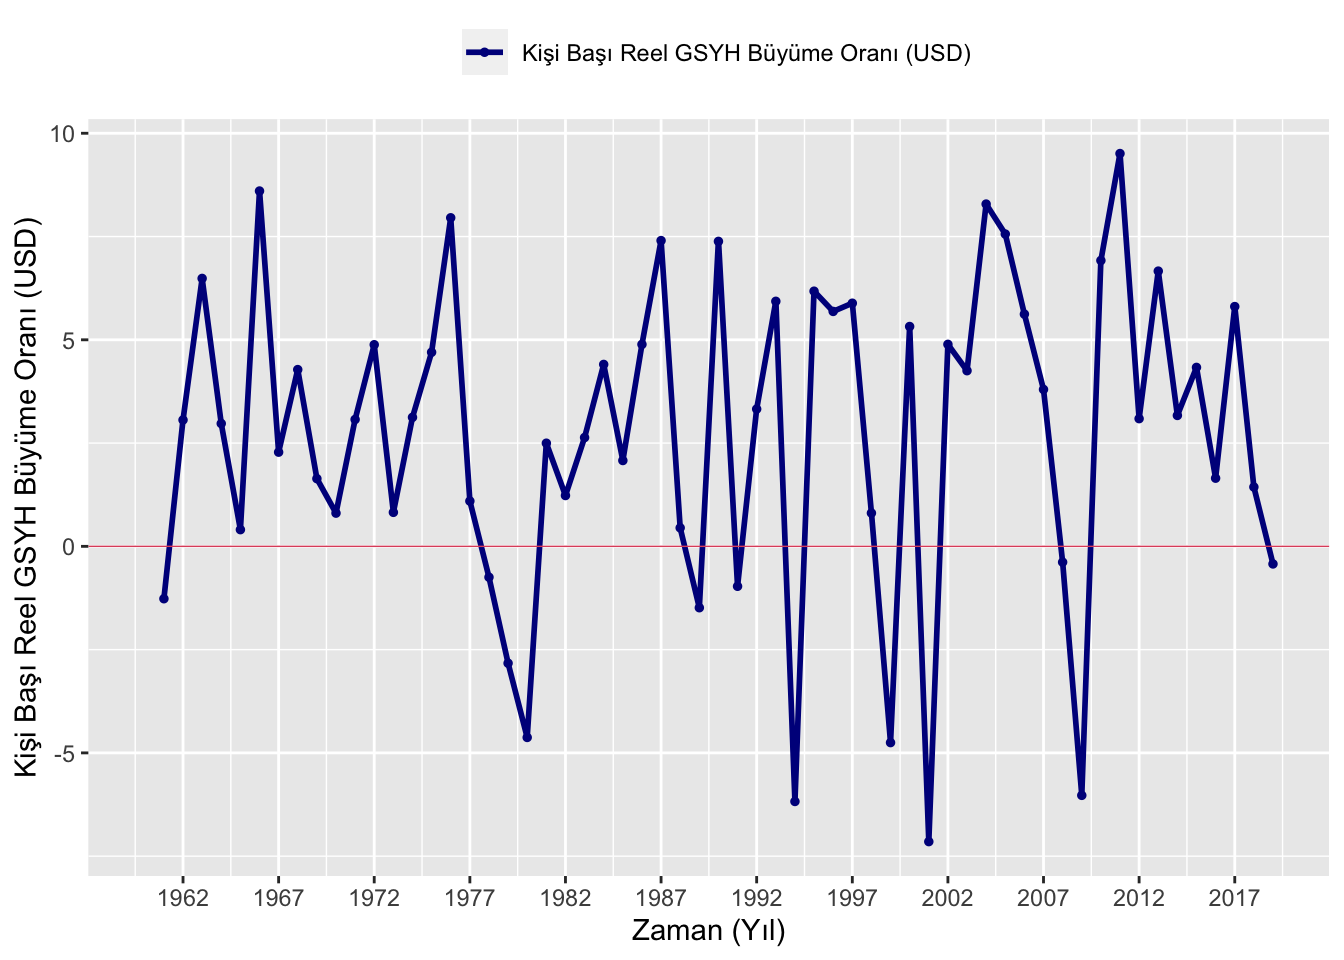 Kişi Başı Reel GSYH Büyüme Oranı (USD)
Kişi Başı Reel GSYH Büyüme Oranı (USD)
10
5
0
-5
1962 1967 1972 1977 1982 1987 1992 1997 2002 2007 2012 2017
Zaman (Yıl)